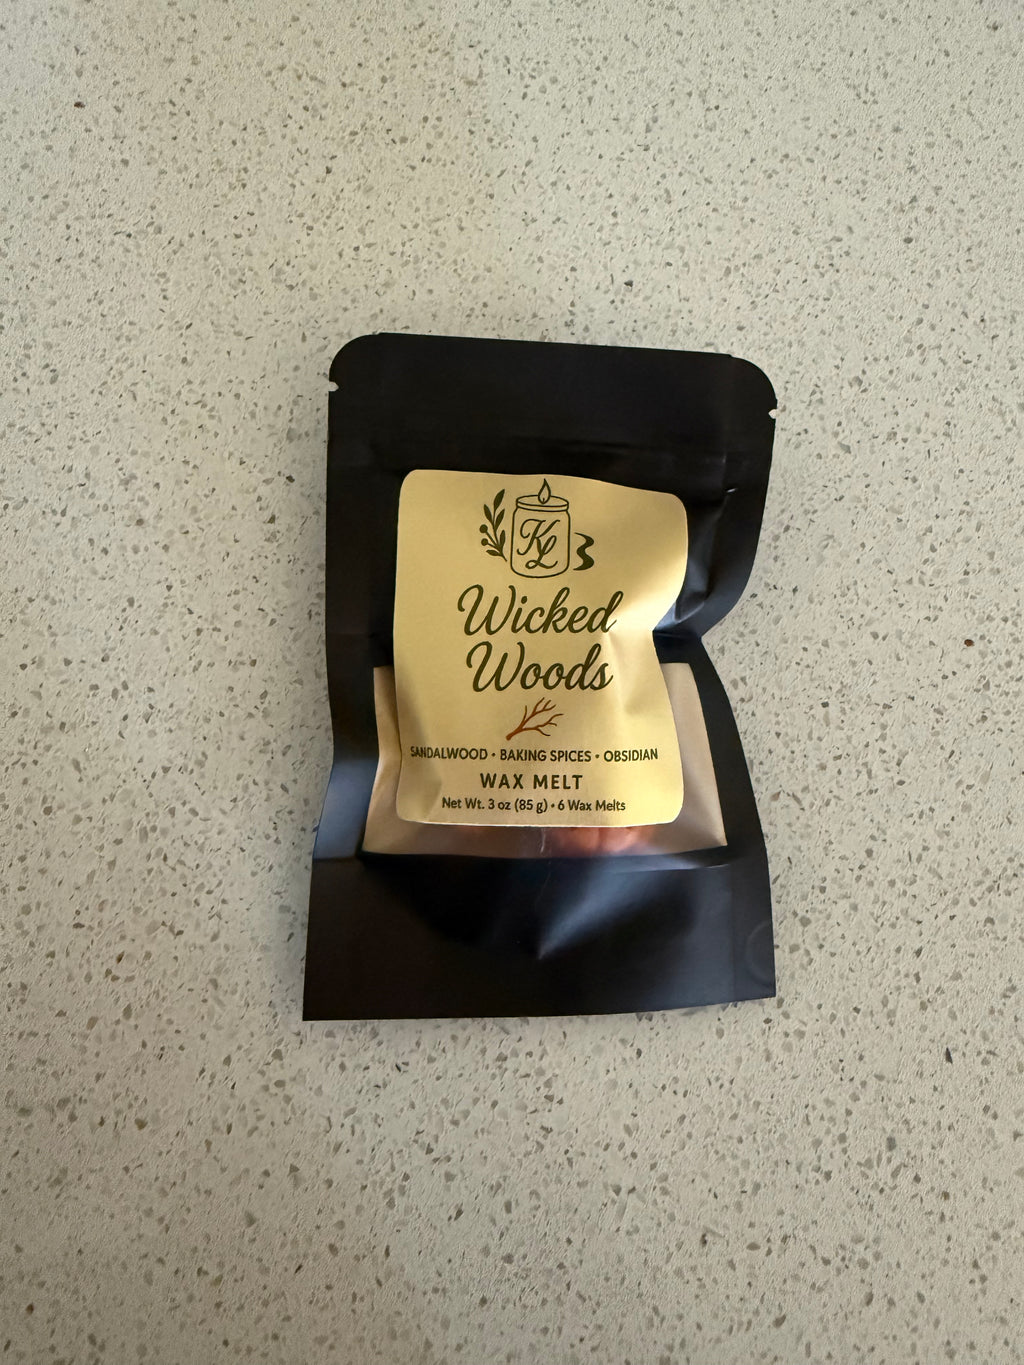 KL
Wicked
Woods
SANDALWOOD • BAKING SPICES • OBSIDIAN
WAX MELT
Net Wt. 3 oz (85 g) • 6 Wax Melts